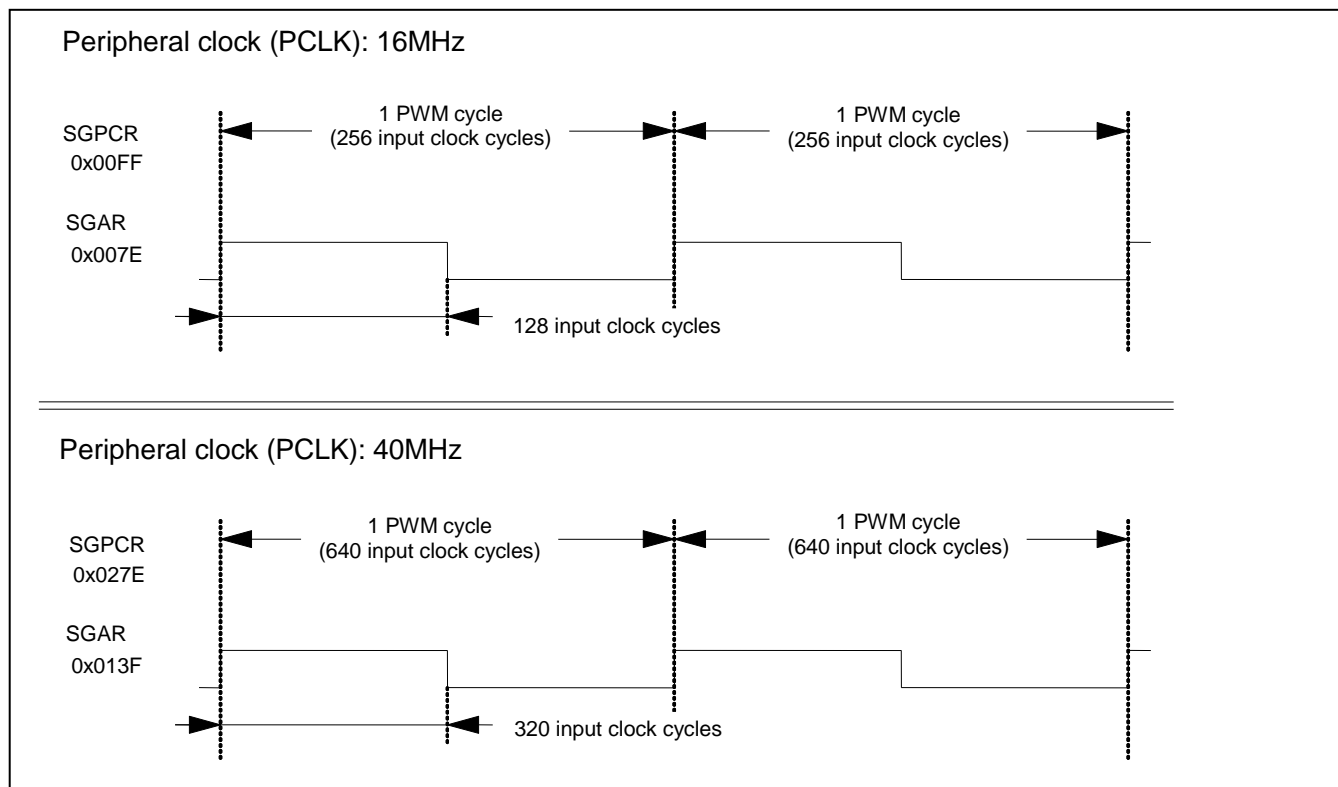 Peripheral clock (PCLK): 16MHz
1 PWM cycle
(256 input clock cycles)
1 PWM cycle
(256 input clock cycles)
SGPCR
0x00FF
SGAR
0x007E
128 input clock cycles
Peripheral clock (PCLK): 40MHz
1 PWM cycle
(640 input clock cycles)
1 PWM cycle
(640 input clock cycles)
SGPCR
0x027E
SGAR
0x013F
320 input clock cycles